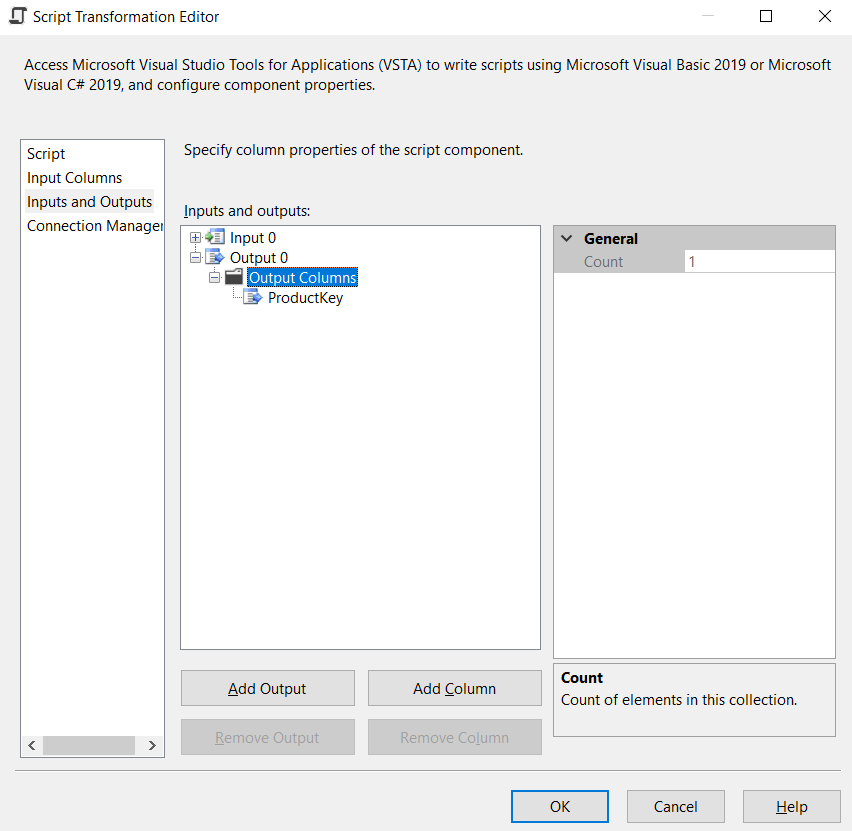 Script Transformation Editor
Access Microsoft Visual Studio Tools for Applications (VSTA) to write scripts using Microsoft Visual Basic 2019 or Microsoft
Visual C# 2019, and configure component properties.
Script
Input Columns
Inputs and Outputs
Connection Manager
Specify column properties of the script component.
Inputs and outputs:
Input 0
Output 0
Output Columns
ProductKey
General
Count 1
Add Output
Add Column
Remove Output
Remove Column
Count
Count of elements in this collection.
OK
Cancel
Help